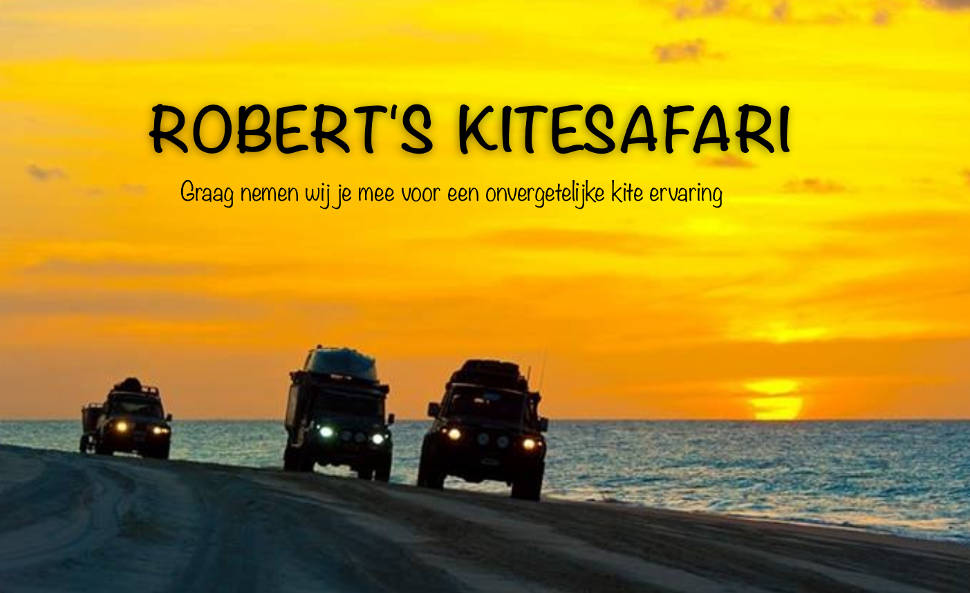 ROBERT'S KITESAFARI
Graag nemen wij je mee voor een onvergetelijke kite ervaring